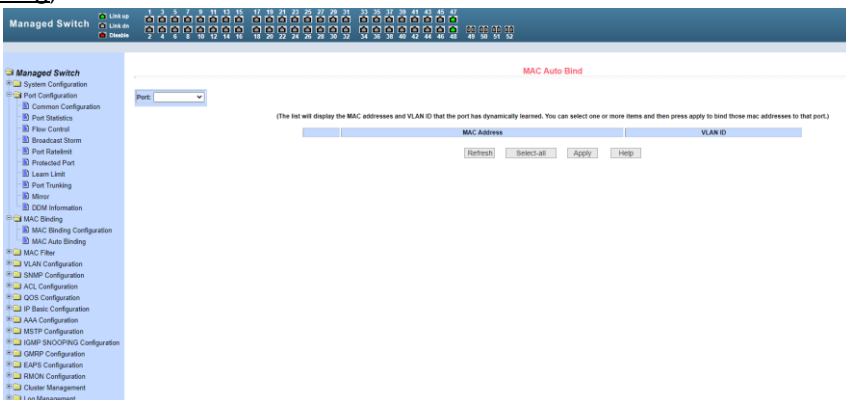 Managed Switch
Link up
Link dn
Disable
1 3 5 7 9 11 13 15 17 19 21 23 25 27 29 31 33 35 37 39 41 43 45 47
2 4 6 8 10 12 14 16 18 20 22 24 26 28 30 32 34 36 38 40 42 44 46 48 49 50 51 52
Managed Switch
System Configuration
Port Configuration
Common Configuration
Port Statistics
Flow Control
Broadcast Storm
Port Ratelimit
Protected Port
Learn Limit
Port Trunking
Mirror
DDM Information
MAC Binding
MAC Binding Configuration
MAC Auto Binding
MAC Filter
VLAN Configuration
SNMP Configuration
ACL Configuration
QOS Configuration
IP Basic Configuration
AAA Configuration
MSTP Configuration
IGMP SNOOPING Configuration
GMRP Configuration
EAPS Configuration
RMON Configuration
Cluster Management
Log Management
MAC Auto Bind
Port:
(The list will display the MAC addresses and VLAN ID that the port has dynamically learned. You can select one or more items and then press apply to bind those mac addresses to that port.)
MAC Address VLAN ID
Refresh Select-all Apply Help